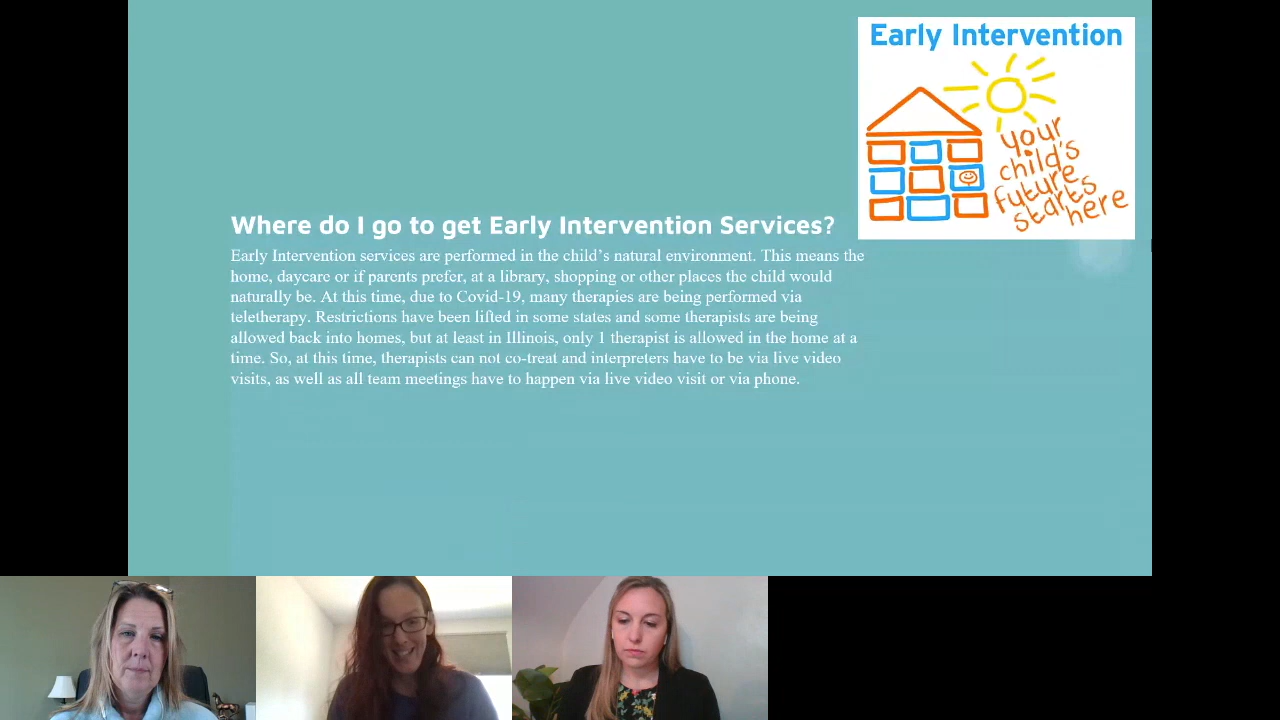 Early Intervention
your
child's
future
starts
here
Where do I go to get Early Intervention Services?
Early Intervention services are performed in the child’s natural environment. This means the
home, daycare or if parents prefer, at a library, shopping or other places the child would
naturally be. At this time, due to Covid-19, many therapies are being performed via
teletherapy. Restrictions have been lifted in some states and some therapists are being
allowed back into homes, but at least in Illinois, only 1 therapist is allowed in the home at a
time. So, at this time, therapists can not co-treat and interpreters have to be via live video
visits, as well as all team meetings have to happen via live video visit or via phone.